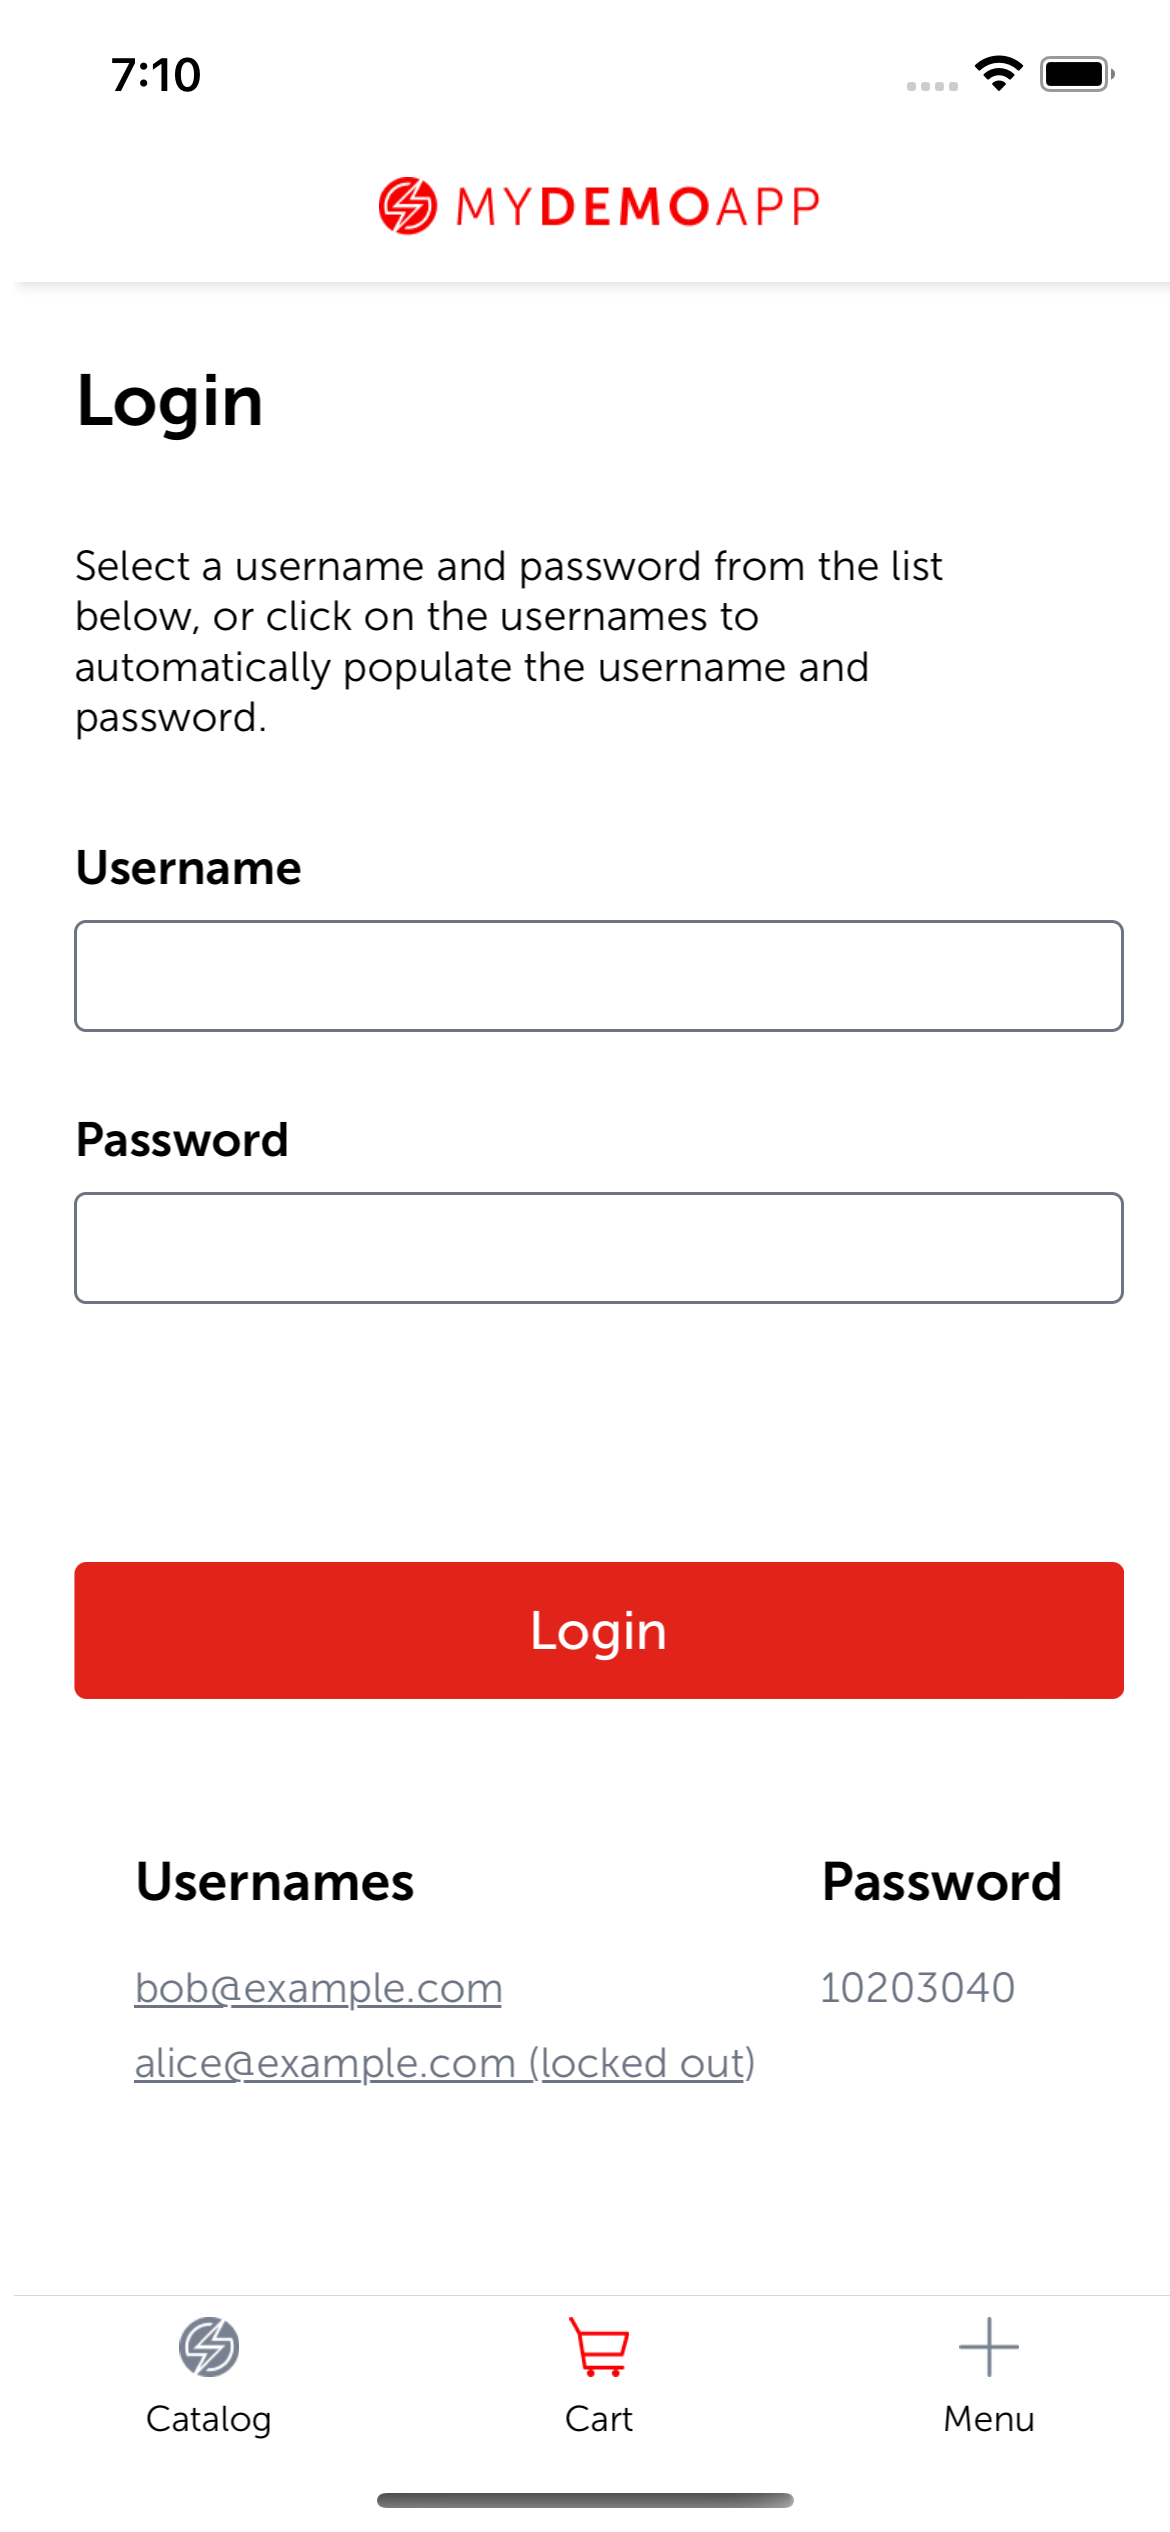 7:10
MYDEMOAPP
Login
Select a username and password from the list
below, or click on the usernames to
automatically populate the username and
password.
Username
Password
Login
Usernames Password
bob@example.com 10203040
alice@example.com (locked out)
Catalog Cart Menu